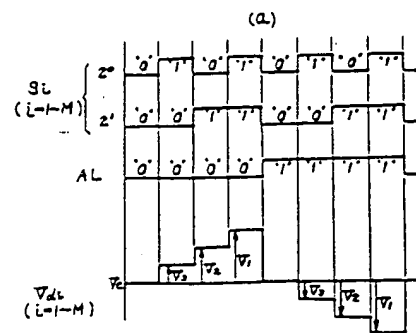 (a)
Si 2⁰ "0" "1" "0" "1" "0" "1" "0" "1"
(i=1-M) 2¹ "0" "0" "1" "1" "0" "0" "1" "1"
AL "0" "0" "0" "0" "1" "1" "1" "1"
Vc V3 V2 V1 V3 V2 V1
Vdi
(i=1-M)